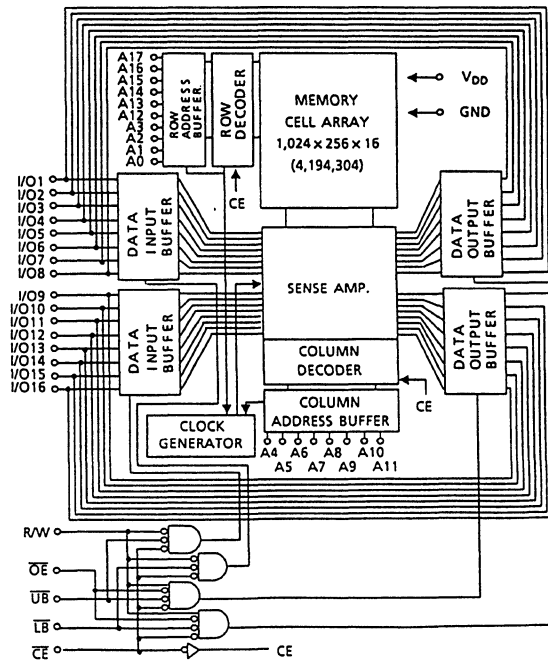 A17
A16
A15
A14
A13
A12
A3
A2
A1
A0
ROW ADDRESS BUFFER.
ROW DECODER
MEMORY
CELL ARRAY
1,024 x 256 x 16
(4,194,304)
VDD
GND
CE
I/O1
I/O2
I/O3
I/O4
I/O5
I/O6
I/O7
I/O8
DATA INPUT BUFFER
DATA OUTPUT BUFFER
SENSE AMP.
I/O9
I/O10
I/O11
I/O12
I/O13
I/O14
I/O15
I/O16
DATA INPUT BUFFER
DATA OUTPUT BUFFER
COLUMN
DECODER
CE
COLUMN
ADDRESS BUFFER
CLOCK
GENERATOR
A4 A6 A8 A10
A5 A7 A9 A11
R/W
OE
UB
LB
CE
CE